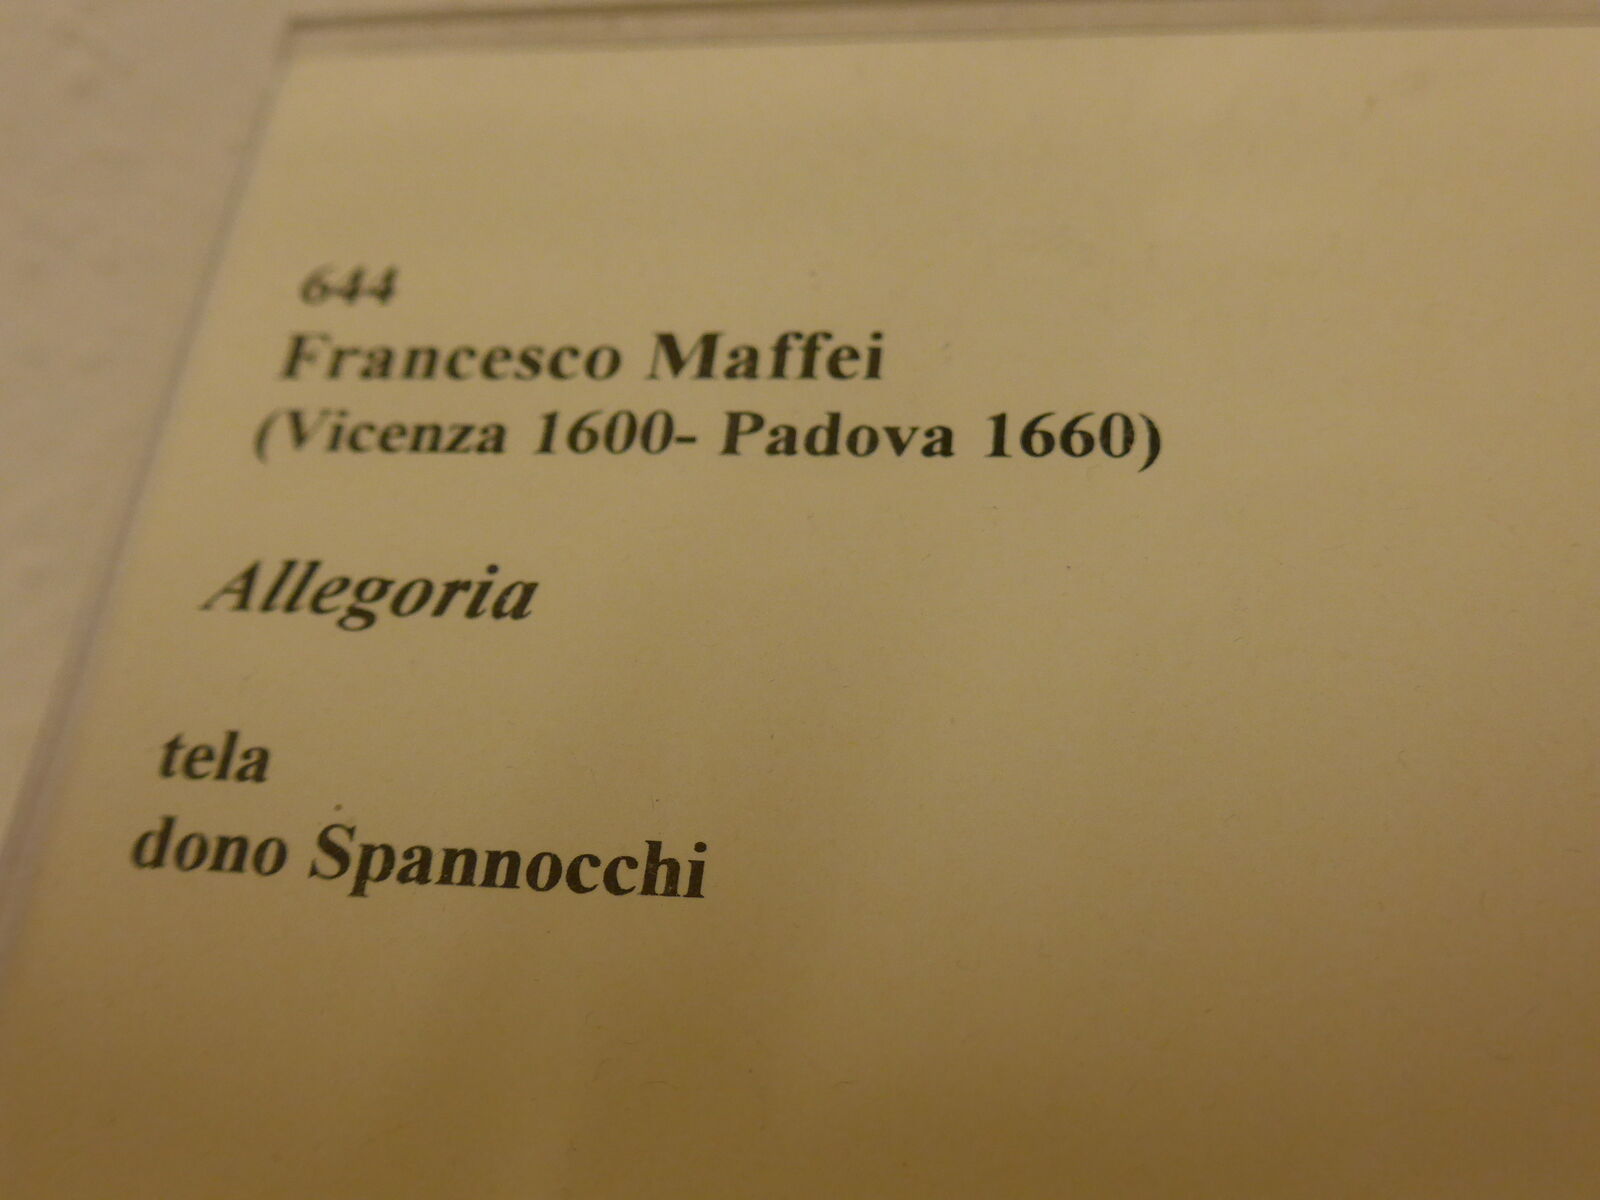 644
Francesco Maffei
(Vicenza 1600- Padova 1660)
Allegoria
tela
dono Spannocchi